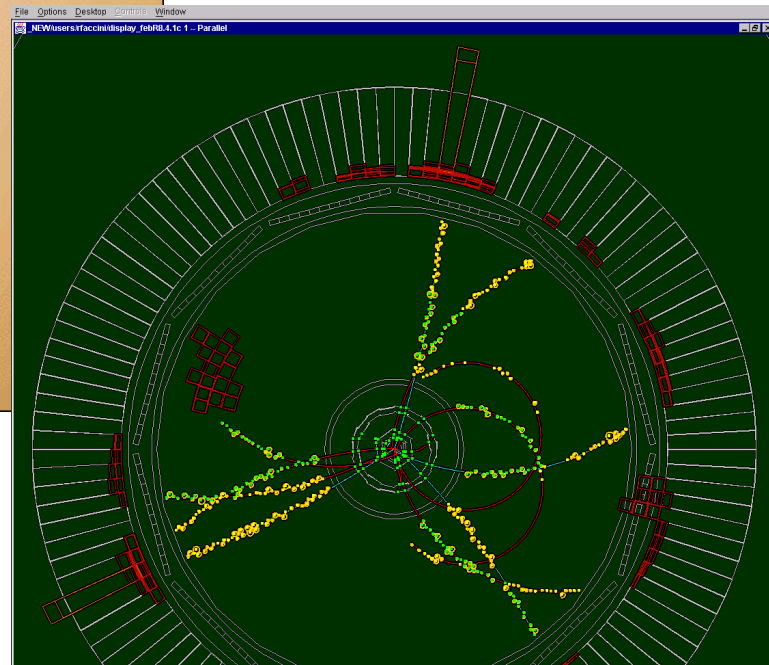 File Options Desktop Controls Window
_NEW/users/rfaccini/display_febR8.4.1c 1 -- Parallel